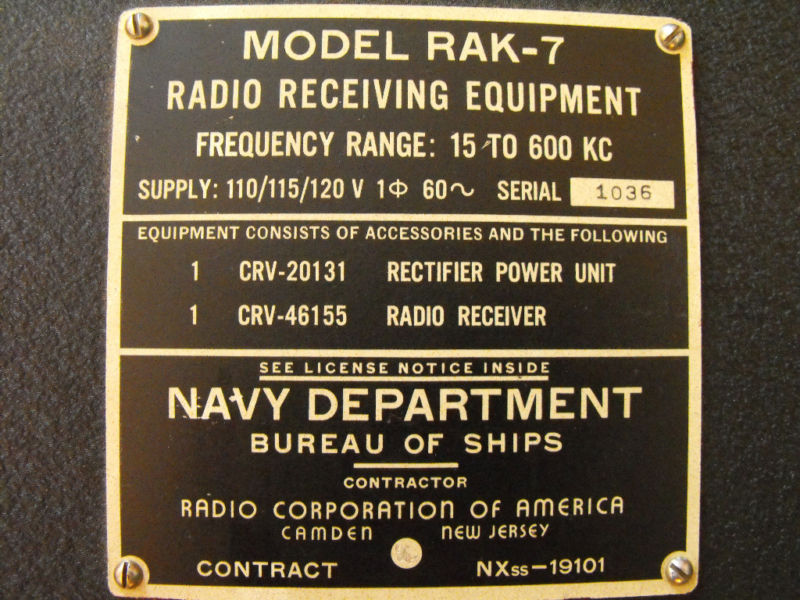 MODEL RAK-7
RADIO RECEIVING EQUIPMENT
FREQUENCY RANGE: 15 TO 600 KC
SUPPLY: 110/115/120 V 1Φ 60∿ SERIAL 1036
EQUIPMENT CONSISTS OF ACCESSORIES AND THE FOLLOWING
1 CRV-20131 RECTIFIER POWER UNIT
1 CRV-46155 RADIO RECEIVER
SEE LICENSE NOTICE INSIDE
NAVY DEPARTMENT
BUREAU OF SHIPS
CONTRACTOR
RADIO CORPORATION OF AMERICA
CAMDEN NEW JERSEY
CONTRACT NXss-19101